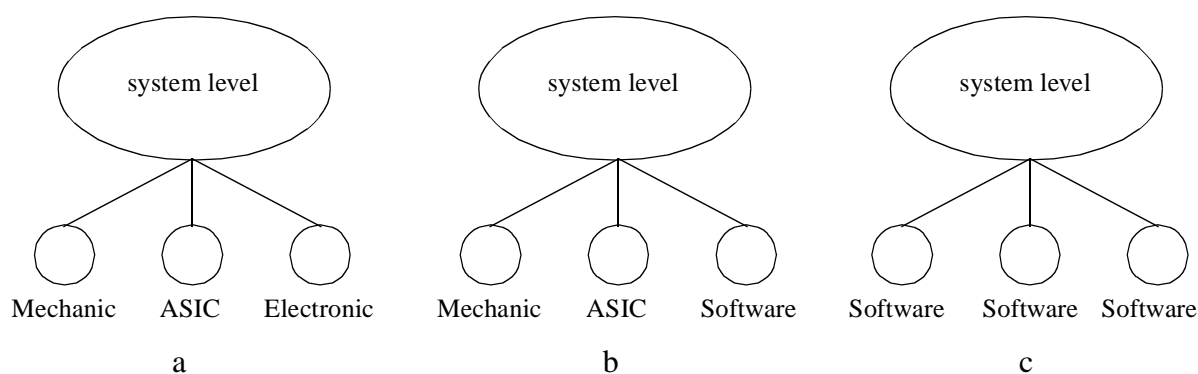 system level system level system level
Mechanic ASIC Electronic Mechanic ASIC Software Software Software Software
a b c